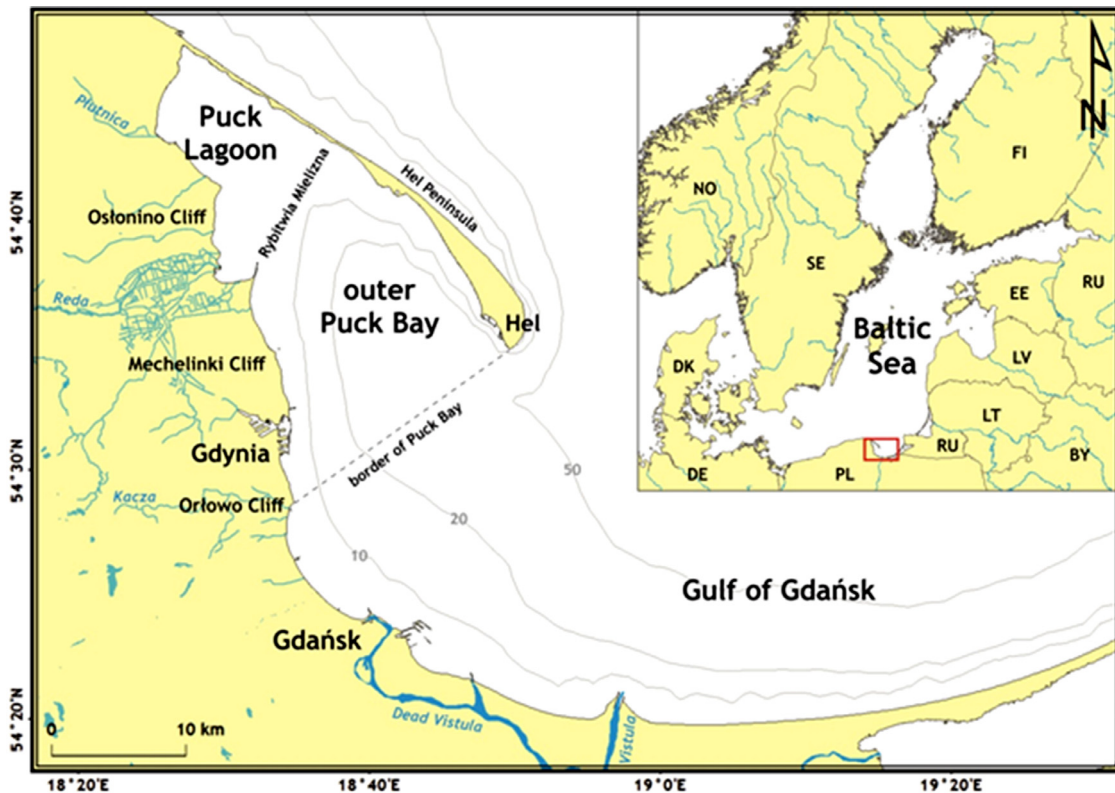 Puck
Lagoon
Płutnica
Osłonino Cliff
Rybitwia Mielizna
Hel Peninsula
Reda
outer
Puck Bay
Hel
Mechelinki Cliff
Gdynia
border of Puck Bay
Kacza
Orłowo Cliff
50
20
10
Gulf of Gdańsk
Gdańsk
Dead Vistula
Vistula
0
10 km
54°40'N
54°30'N
54°20'N
18°20'E
18°40'E
19°0'E
19°20'E
N
NO
SE
FI
EE
RU
LV
LT
BY
RU
PL
DE
DK
Baltic
Sea